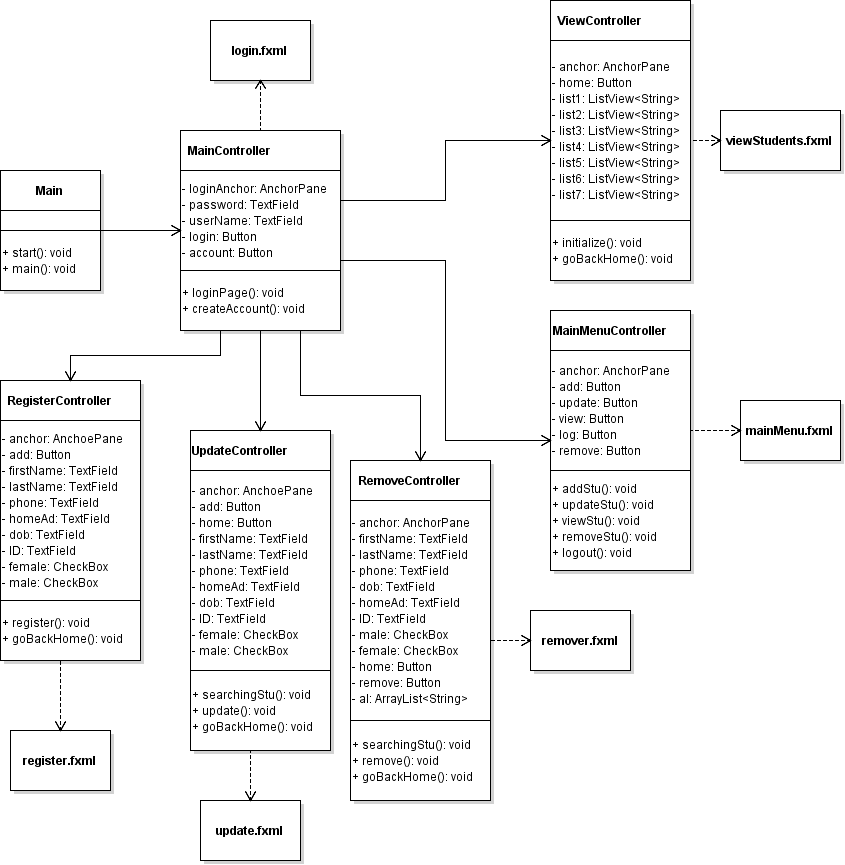 login.fxml
ViewController
- anchor: AnchorPane
- home: Button
- list1: ListView<String>
- list2: ListView<String>
- list3: ListView<String>
- list4: ListView<String>
- list5: ListView<String>
- list6: ListView<String>
- list7: ListView<String>
+ initialize(): void
+ goBackHome(): void
viewStudents.fxml
MainController
- loginAnchor: AnchorPane
- password: TextField
- userName: TextField
- login: Button
- account: Button
+ loginPage(): void
+ createAccount(): void
Main
+ start(): void
+ main(): void
MainMenuController
- anchor: AnchorPane
- add: Button
- update: Button
- view: Button
- log: Button
- remove: Button
+ addStu(): void
+ updateStu(): void
+ viewStu(): void
+ removeStu(): void
+ logout(): void
mainMenu.fxml
RegisterController
- anchor: AnchoePane
- add: Button
- firstName: TextField
- lastName: TextField
- phone: TextField
- homeAd: TextField
- dob: TextField
- ID: TextField
- female: CheckBox
- male: CheckBox
+ register(): void
+ goBackHome(): void
UpdateController
- anchor: AnchoePane
- add: Button
- home: Button
- firstName: TextField
- lastName: TextField
- phone: TextField
- homeAd: TextField
- dob: TextField
- ID: TextField
- female: CheckBox
- male: CheckBox
+ searchingStu(): void
+ update(): void
+ goBackHome(): void
RemoveController
- anchor: AnchorPane
- firstName: TextField
- lastName: TextField
- phone: TextField
- dob: TextField
- homeAd: TextField
- ID: TextField
- male: CheckBox
- female: CheckBox
- home: Button
- remove: Button
- al: ArrayList<String>
+ searchingStu(): void
+ remove(): void
+ goBackHome(): void
remover.fxml
register.fxml
update.fxml